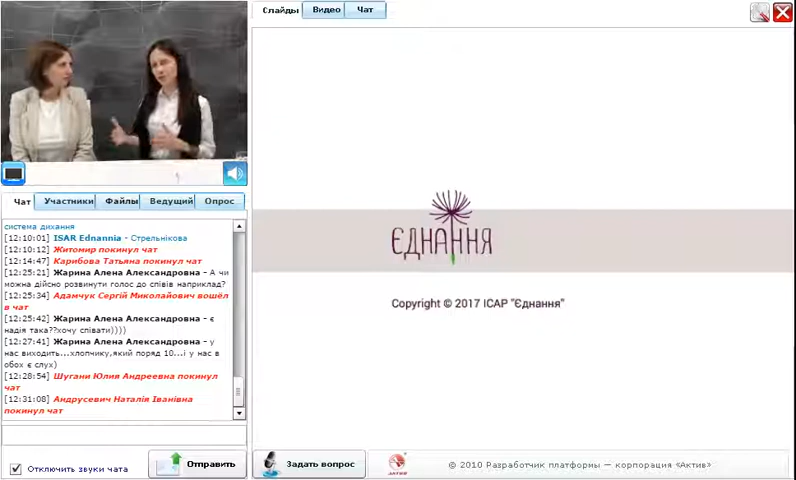 Слайды Видео Чат
Чат Участники Файлы Ведущий Опрос
система дихання
[12:10:01] ISAR Ednannia - Стрельнікова
[12:10:12] Житомир покинул чат
[12:14:47] Карибова Татьяна покинул чат
[12:25:21] Жарина Алена Александровна - А чи
можна дійсно розвинути голос до співів наприклад?
[12:25:34] Адамчук Сергій Миколайович вошёл
в чат
[12:25:42] Жарина Алена Александровна - є
надія така??хочу співати))))
[12:27:41] Жарина Алена Александровна - у
нас виходить...хлопчику,який поряд 10...і у нас в
обох є слух)
[12:28:54] Шугани Юлия Андреевна покинул
чат
[12:31:08] Андрусевич Наталія Іванівна
покинул чат
Отключить звуки чата
Отправить
ЄДНАННЯ
Copyright © 2017 ІСАР "Єднання"
Задать вопрос
АКТИВ
© 2010 Разработчик платформы — корпорация «Актив»